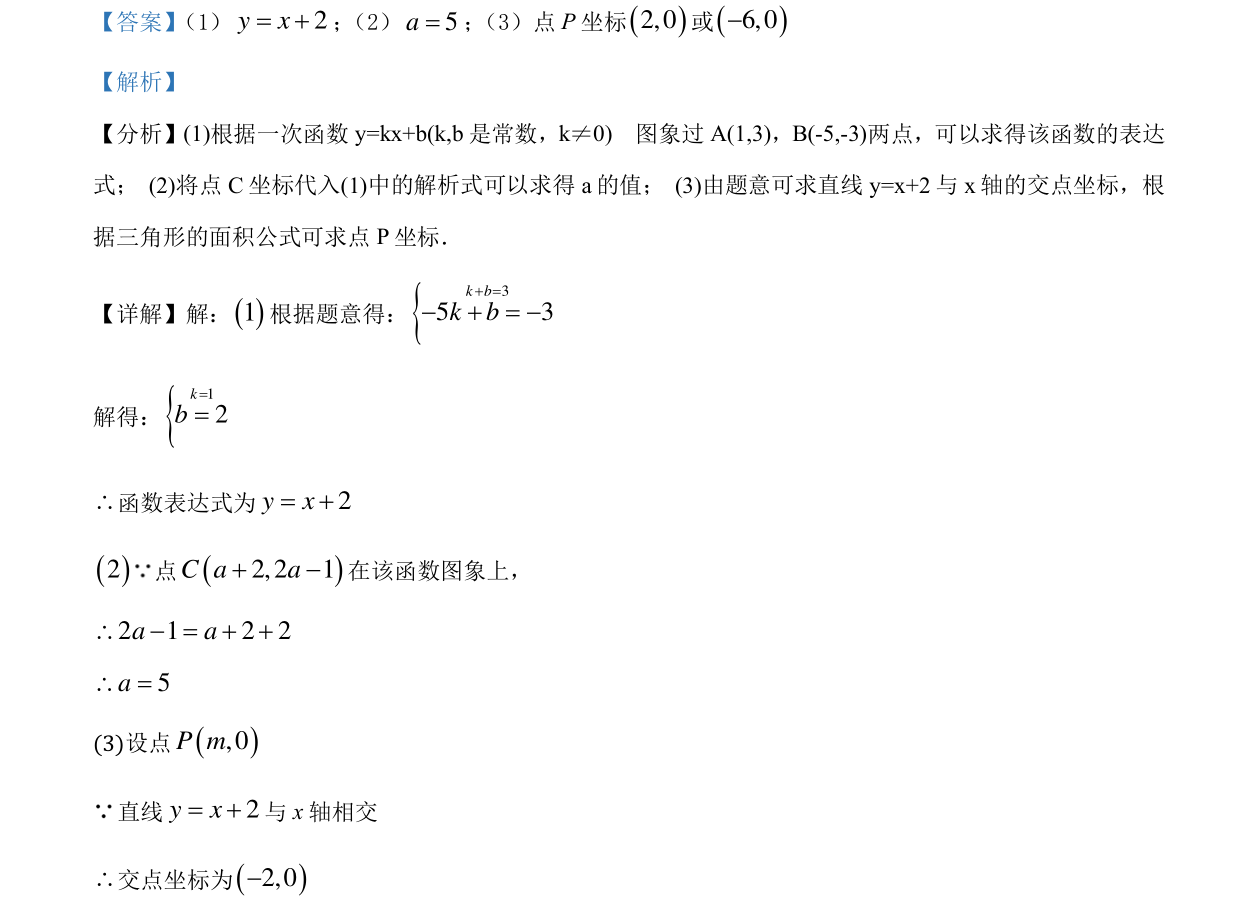 【答案】（1）y = x + 2；（2）a = 5；（3）点 P 坐标(2,0)或(−6,0)
【解析】
【分析】(1)根据一次函数 y=kx+b(k,b 是常数，k≠0)　图象过 A(1,3)，B(-5,-3)两点，可以求得该函数的表达
式；　(2)将点 C 坐标代入(1)中的解析式可以求得 a 的值；　(3)由题意可求直线 y=x+2 与 x 轴的交点坐标，根
据三角形的面积公式可求点 P 坐标．
【详解】解：(1)根据题意得：{k+b=3
−5k + b = −3
解得：{k=1
b = 2
∴函数表达式为 y = x + 2
(2)∵点 C(a + 2, 2a − 1)在该函数图象上，
∴2a − 1 = a + 2 + 2
∴a = 5
(3)设点 P(m,0)
∵直线 y = x + 2 与 x 轴相交
∴交点坐标为(−2,0)